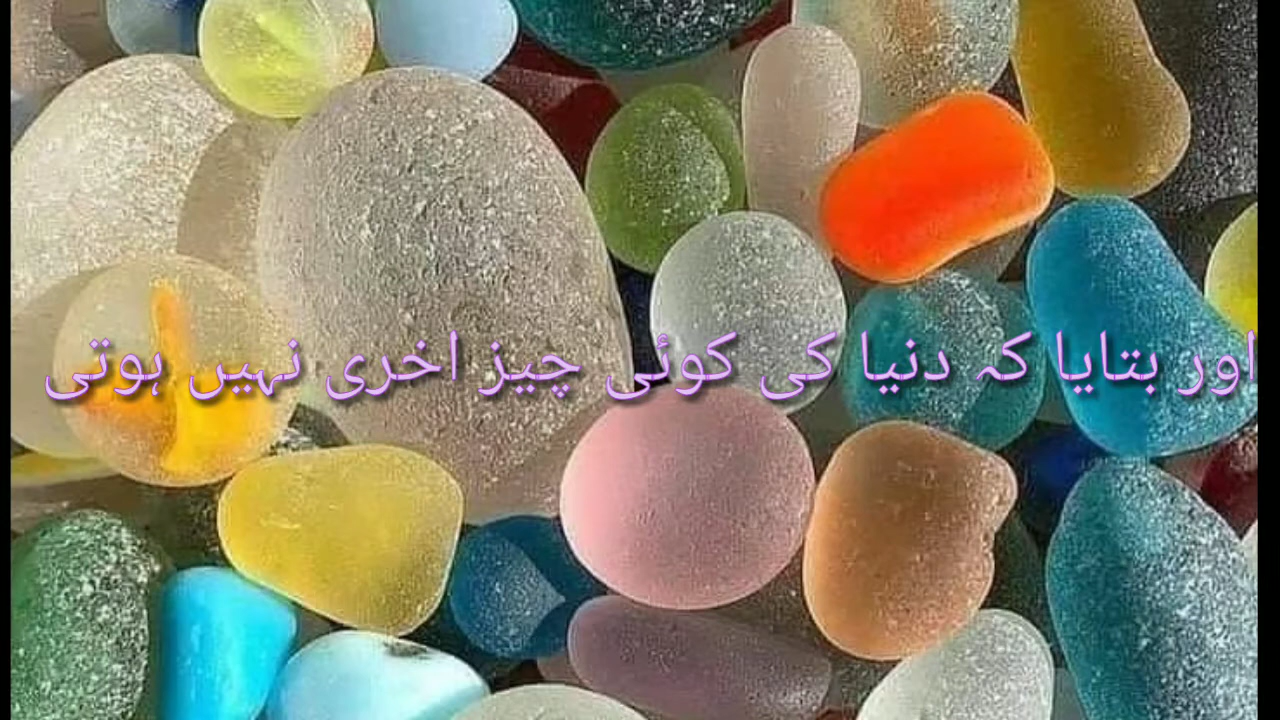 اور بتایا کہ دنیا کی کوئی چیز اخری نہیں ہوتی